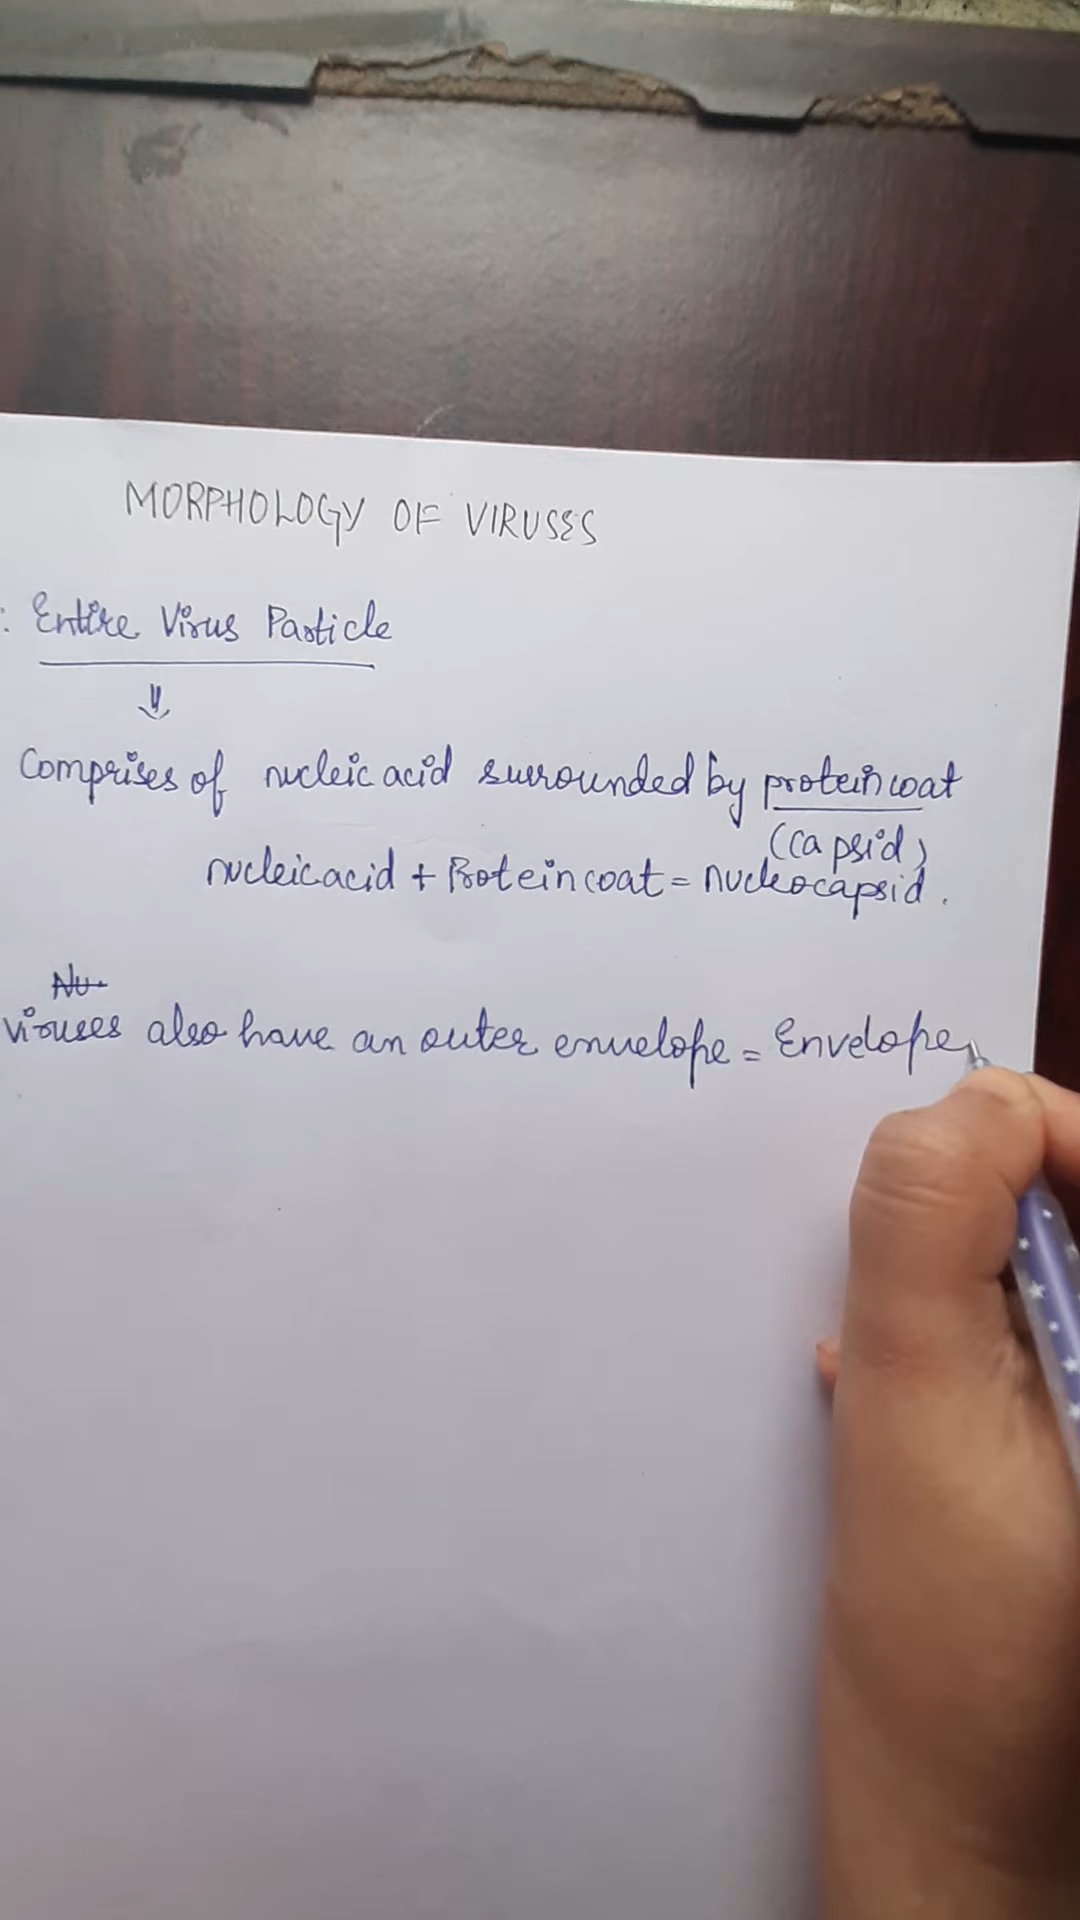 MORPHOLOGY OF VIRUSES
: Entire Virus Particle
Comprises of nucleic acid surrounded by protein coat
(capsid)
nucleic acid + Protein coat = nucleocapsid.
Nu
viruses also have an outer envelope = Envelope